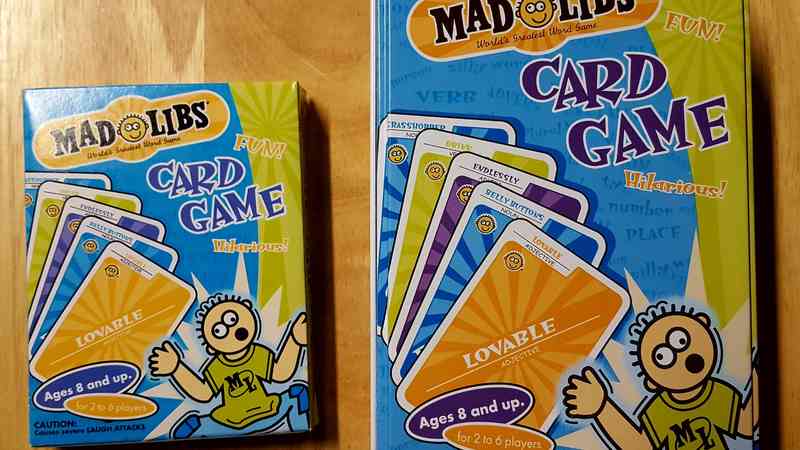 MAD LIBS
World's Greatest Word Game
FUN!
CARD
GAME
Hilarious!
ENDLESSLY
BELLY BUTTONS
LOVABLE
ADJECTIVE
Ages 8 and up.
for 2 to 6 players
ML
CAUTION:
Causes severe LAUGH ATTACKS
MAD LIBS
World's Greatest Word Game
FUN!
silly words
VERB
CARD
GAME
GRASSHOPPER
NOUN
ENDLESSLY
BELLY BUTTONS
LOVABLE
ADJECTIVE
Hilarious!
number
PLACE
LOVABLE
ADJECTIVE
Ages 8 and up.
for 2 to 6 players
ML